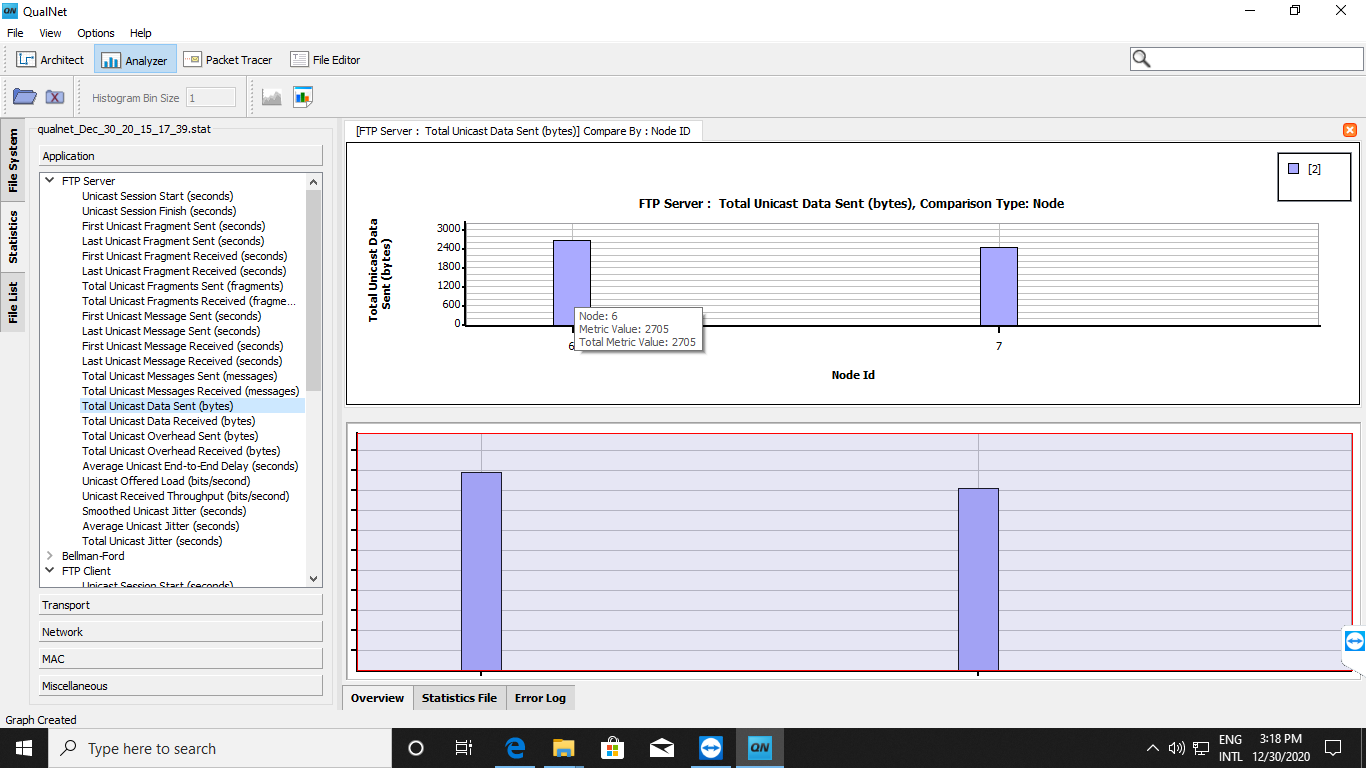 QN QualNet
File View Options Help
Architect Analyzer Packet Tracer File Editor
Histogram Bin Size 1
File System
Statistics
File List
qualnet_Dec_30_20_15_17_39.stat
Application
FTP Server
Unicast Session Start (seconds)
Unicast Session Finish (seconds)
First Unicast Fragment Sent (seconds)
Last Unicast Fragment Sent (seconds)
First Unicast Fragment Received (seconds)
Last Unicast Fragment Received (seconds)
Total Unicast Fragments Sent (fragments)
Total Unicast Fragments Received (fragme...
First Unicast Message Sent (seconds)
Last Unicast Message Sent (seconds)
First Unicast Message Received (seconds)
Last Unicast Message Received (seconds)
Total Unicast Messages Sent (messages)
Total Unicast Messages Received (messages)
Total Unicast Data Sent (bytes)
Total Unicast Data Received (bytes)
Total Unicast Overhead Sent (bytes)
Total Unicast Overhead Received (bytes)
Average Unicast End-to-End Delay (seconds)
Unicast Offered Load (bits/second)
Unicast Received Throughput (bits/second)
Smoothed Unicast Jitter (seconds)
Average Unicast Jitter (seconds)
Total Unicast Jitter (seconds)
Bellman-Ford
FTP Client
Unicast Session Start (seconds)
Transport
Network
MAC
Miscellaneous
[FTP Server : Total Unicast Data Sent (bytes)] Compare By : Node ID
[2]
FTP Server : Total Unicast Data Sent (bytes), Comparison Type: Node
Total Unicast Data
Sent (bytes)
3000
2400
1800
1200
600
0
Node: 6
Metric Value: 2705
Total Metric Value: 2705
6 7
Node Id
Overview Statistics File Error Log
Graph Created
Type here to search
QN
ENG
INTL
3:18 PM
12/30/2020